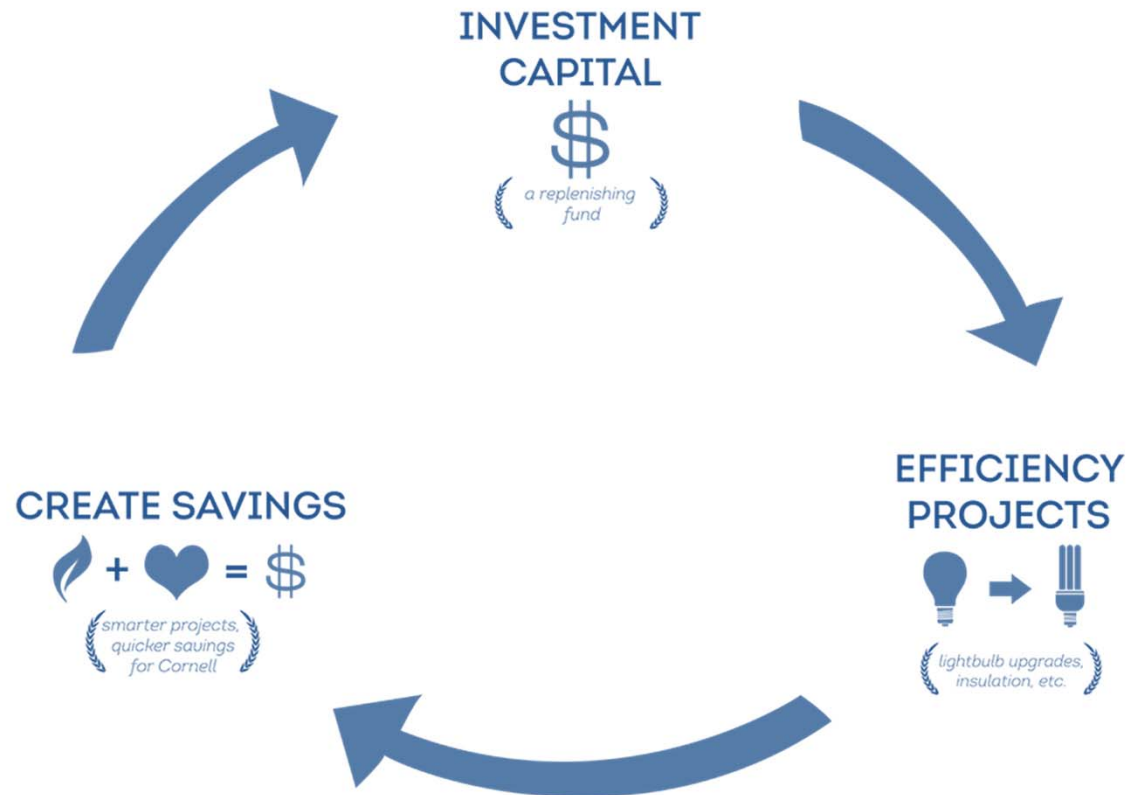 INVESTMENT
CAPITAL
$
a replenishing
fund
EFFICIENCY
PROJECTS
lightbulb upgrades,
insulation, etc.
CREATE SAVINGS
+ = $
smarter projects,
quicker savings
for Cornell